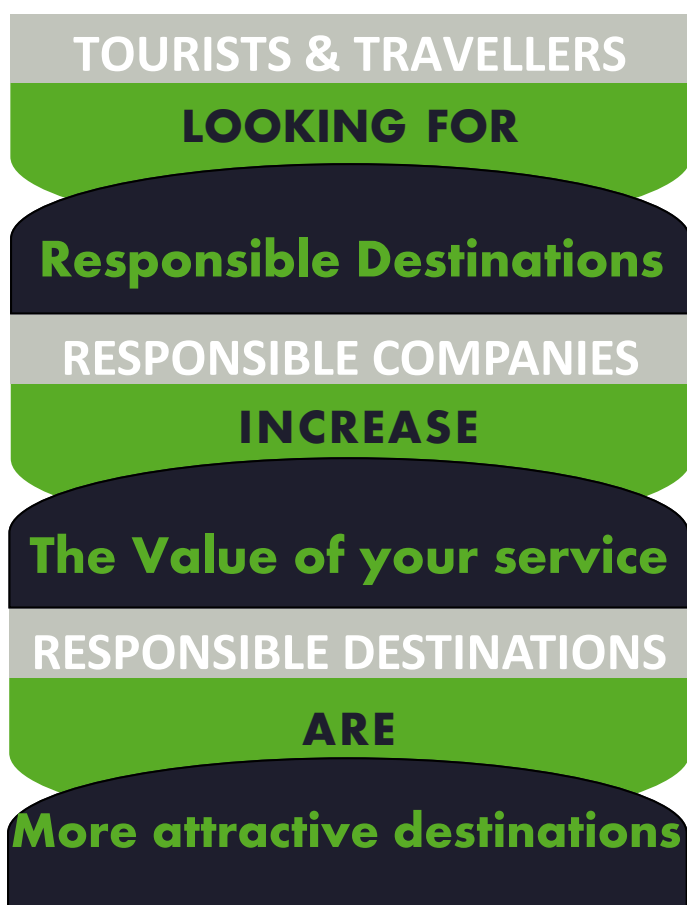 TOURISTS & TRAVELLERS
LOOKING FOR
Responsible Destinations
RESPONSIBLE COMPANIES
INCREASE
The Value of your service
RESPONSIBLE DESTINATIONS
ARE
More attractive destinations